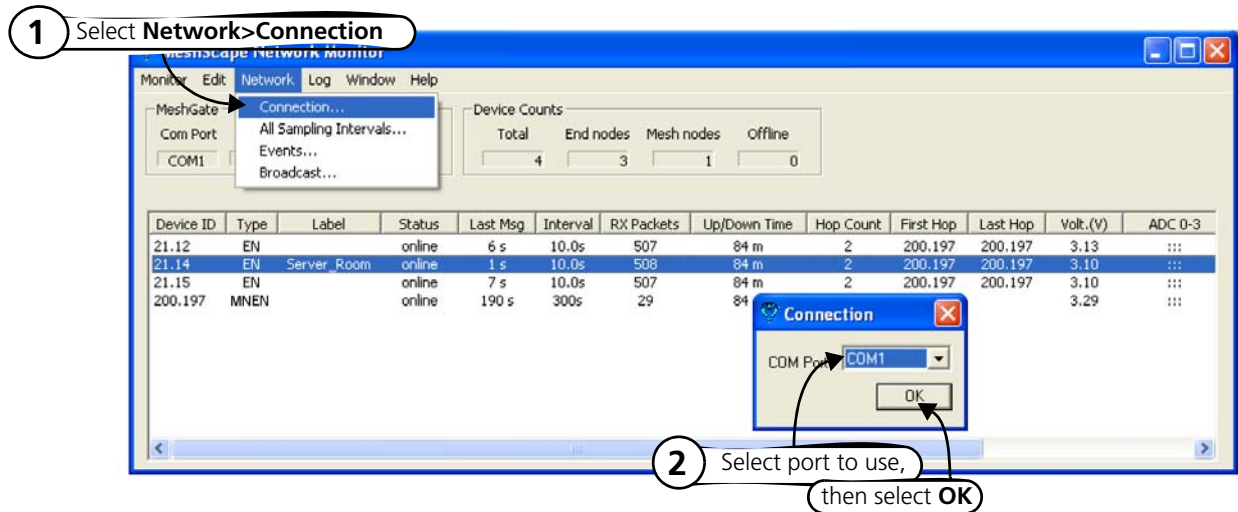 1 Select Network>Connection
MeshScape Network Monitor
Monitor Edit Network Log Window Help
Connection...
All Sampling Intervals...
Events...
Broadcast...
MeshGate
Com Port
COM1
Device Counts
Total End nodes Mesh nodes Offline
4 3 1 0
Device ID Type Label Status Last Msg Interval RX Packets Up/Down Time Hop Count First Hop Last Hop Volt.(V) ADC 0-3
21.12 EN online 6 s 10.0s 507 84 m 2 200.197 200.197 3.13 :::
21.14 EN Server_Room online 1 s 10.0s 508 84 m 2 200.197 200.197 3.10 :::
21.15 EN online 7 s 10.0s 507 84 m 2 200.197 200.197 3.10 :::
200.197 MNEN online 190 s 300s 29 84 3.29 :::
Connection
COM Port COM1
OK
2 Select port to use,
then select OK